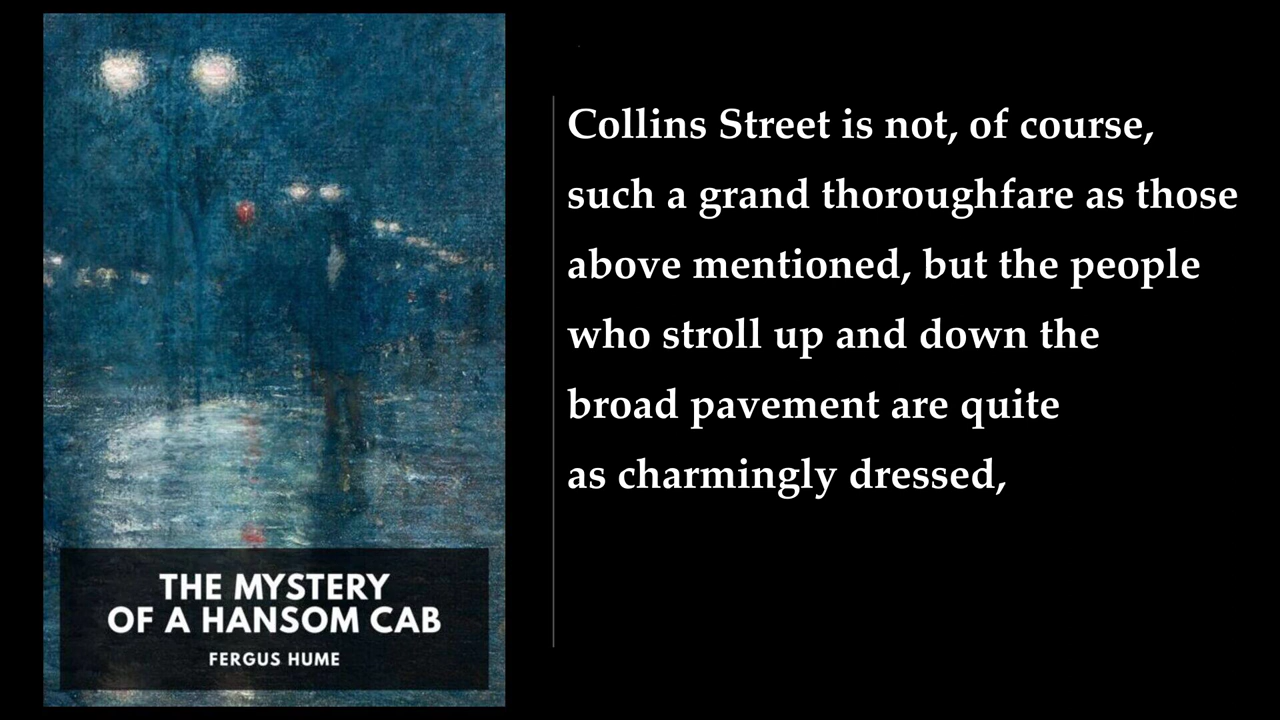 THE MYSTERY
OF A HANSOM CAB
FERGUS HUME
Collins Street is not, of course,
such a grand thoroughfare as those
above mentioned, but the people
who stroll up and down the
broad pavement are quite
as charmingly dressed,